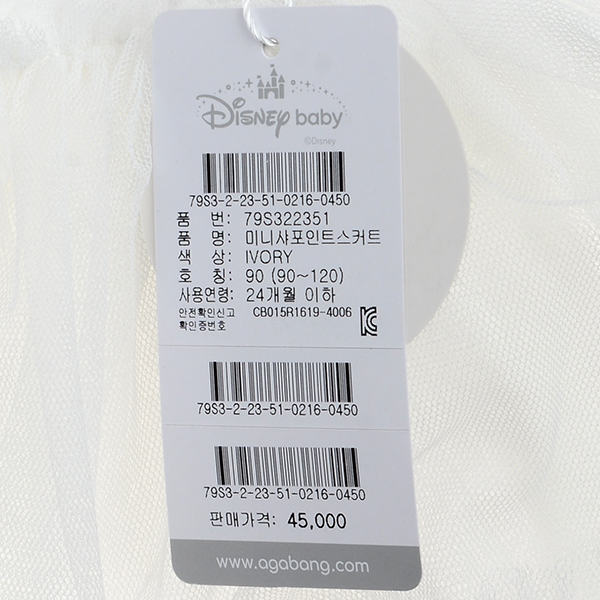 Disney baby
©Disney
79S3-2-23-51-0216-0450
품 번: 79S322351
품 명: 미니샤포인트스커트
색 상: IVORY
호 칭: 90 (90~120)
사용연령: 24개월 이하
안전확인신고 CB015R1619-4006
확인증번호
79S3-2-23-51-0216-0450
79S3-2-23-51-0216-0450
판매가격: 45,000
www.agabang.com